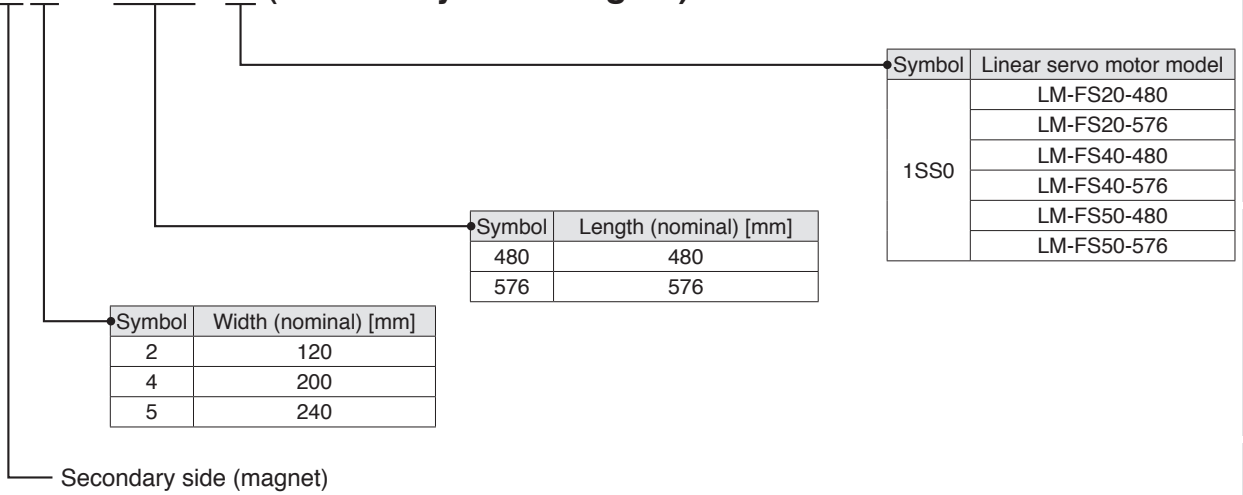 Symbol Linear servo motor model
1SS0
LM-FS20-480
LM-FS20-576
LM-FS40-480
LM-FS40-576
LM-FS50-480
LM-FS50-576
Symbol Length (nominal) [mm]
480 480
576 576
Symbol Width (nominal) [mm]
2 120
4 200
5 240
Secondary side (magnet)